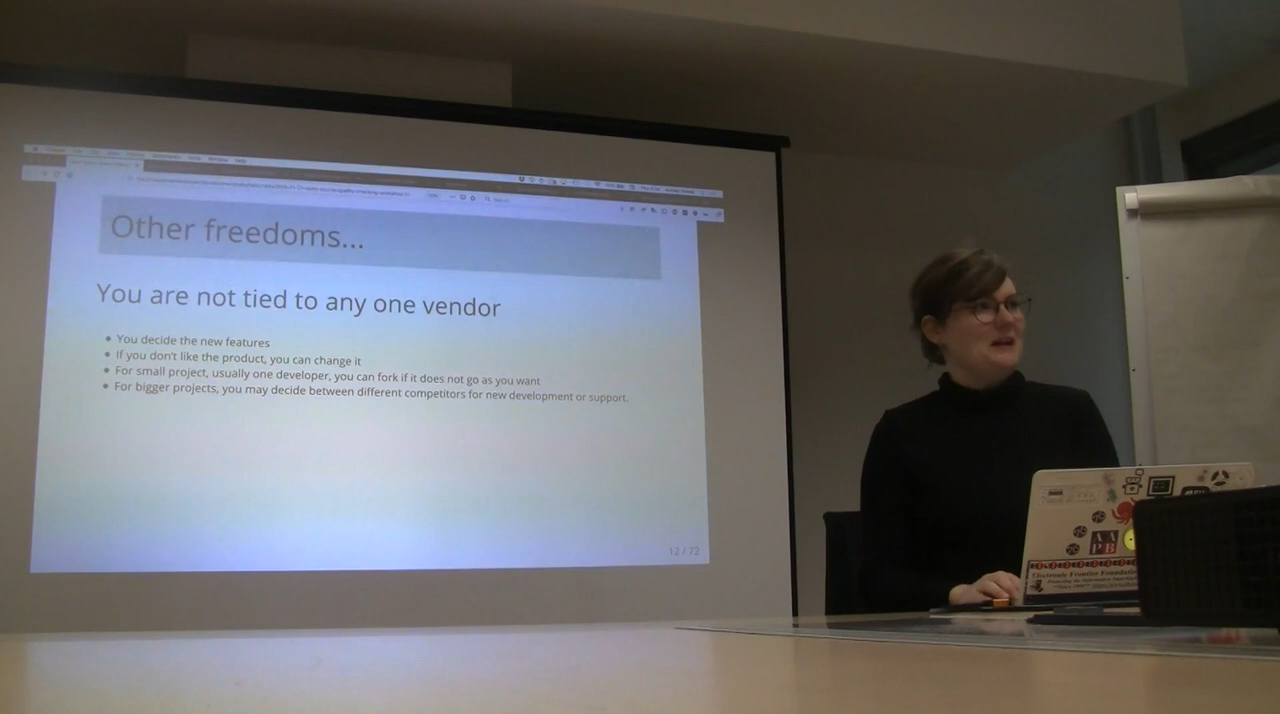 Other freedoms...
You are not tied to any one vendor
You decide the new features
If you don't like the product, you can change it
For small project, usually one developer, you can fork if it does not go as you want
For bigger projects, you may decide between different competitors for new development or support.
12 / 72
A A
P B
Electronic Frontier Foundation